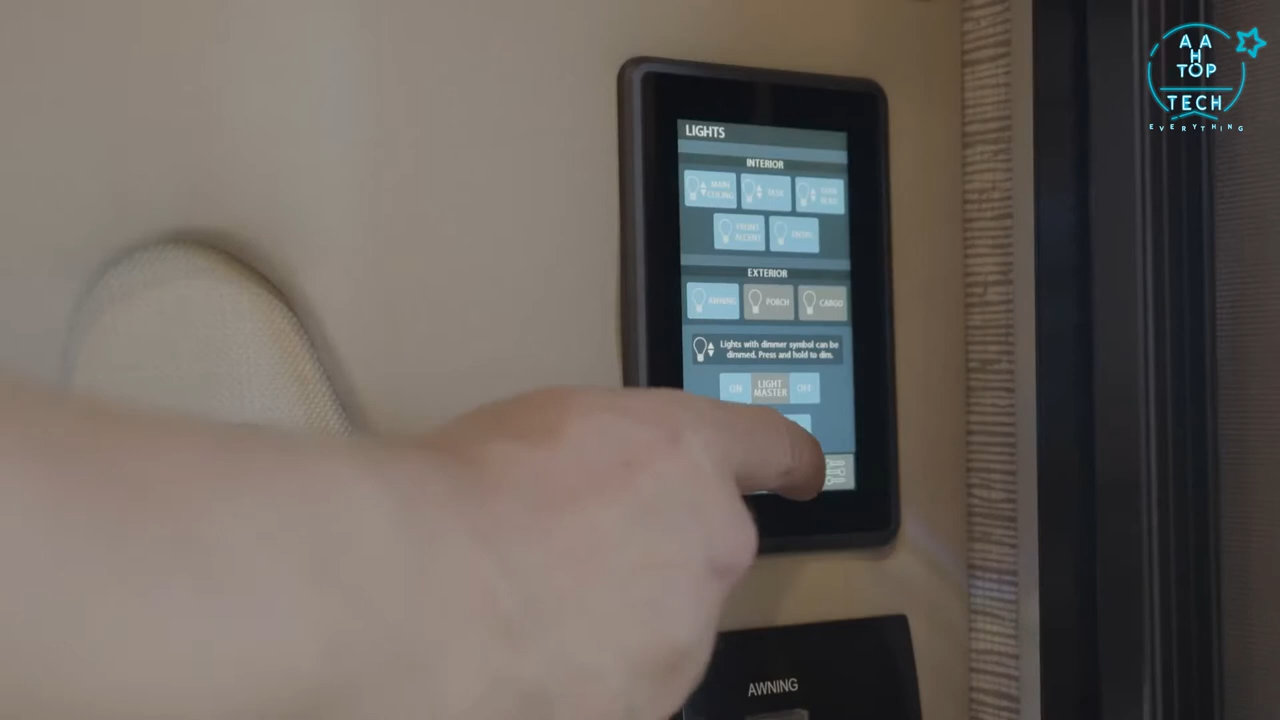 A A
H
TOP
TECH
EVERYTHING
LIGHTS
INTERIOR
MAIN
CEILING
TASK
FRONT
ACCENT
ENTRY
EXTERIOR
AWNING
PORCH
CARGO
Lights with dimmer symbol can be
dimmed. Press and hold to dim.
ON
LIGHT
MASTER
OFF
AWNING